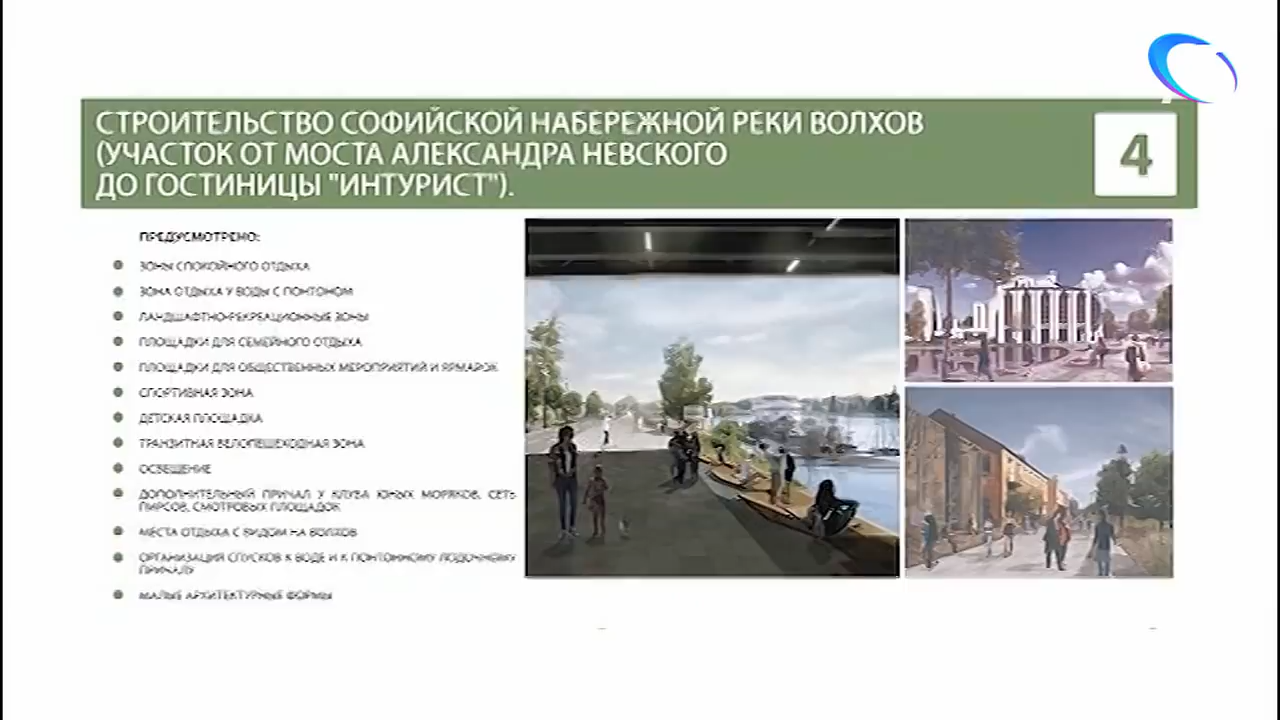 СТРОИТЕЛЬСТВО СОФИЙСКОЙ НАБЕРЕЖНОЙ РЕКИ ВОЛХОВ
(УЧАСТОК ОТ МОСТА АЛЕКСАНДРА НЕВСКОГО
ДО ГОСТИНИЦЫ "ИНТУРИСТ").
4
ПРЕДУСМОТРЕНО:
ЗОНЫ СПОКОЙНОГО ОТДЫХА
ЗОНА ОТДЫХА У ВОДЫ С ПОНТОНОМ
ЛАНДШАФТНО-РЕКРЕАЦИОННЫЕ ЗОНЫ
ПЛОЩАДКИ ДЛЯ СЕМЕЙНОГО ОТДЫХА
ПЛОЩАДКИ ДЛЯ ОБЩЕСТВЕННЫХ МЕРОПРИЯТИЙ И ЯРМАРОК
СПОРТИВНАЯ ЗОНА
ДЕТСКАЯ ПЛОЩАДКА
ТРАНЗИТНАЯ ВЕЛОПЕШЕХОДНАЯ ЗОНА
ОСВЕЩЕНИЕ
ДОПОЛНИТЕЛЬНЫЙ ПРИЧАЛ У КЛУБА ЮНЫХ МОРЯКОВ, СЕТЬ
ПИРСОВ, СМОТРОВЫХ ПЛОЩАДОК
МЕСТА ОТДЫХА С ВИДОМ НА ВОЛХОВ
ОРГАНИЗАЦИЯ СПУСКОВ К ВОДЕ И К ПОНТОННОМУ ЛОДОЧНОМУ
ПРИЧАЛУ
МАЛЫЕ АРХИТЕКТУРНЫЕ ФОРМЫ